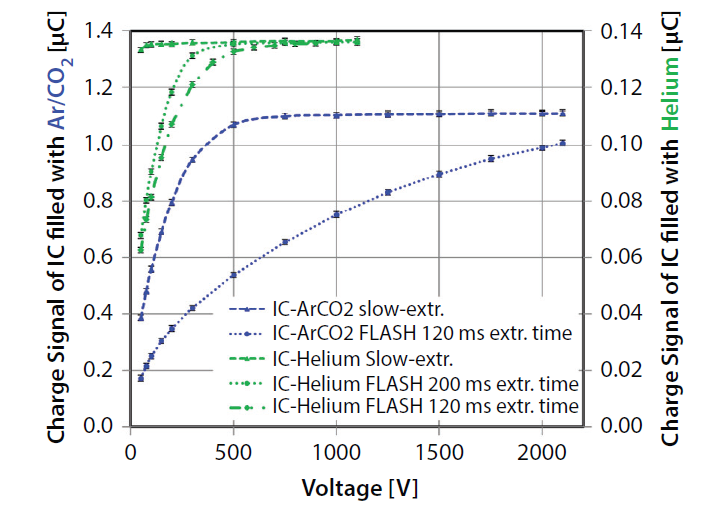 Charge Signal of IC filled with Ar/CO2 [µC]
1.4
1.2
1.0
0.8
0.6
0.4
0.2
0.0
0
500
1000
1500
2000
Voltage [V]
IC-ArCO2 slow-extr.
IC-ArCO2 FLASH 120 ms extr. time
IC-Helium Slow-extr.
IC-Helium FLASH 200 ms extr. time
IC-Helium FLASH 120 ms extr. time
0.14
0.12
0.10
0.08
0.06
0.04
0.02
0.00
Charge Signal of IC filled with Helium [µC]